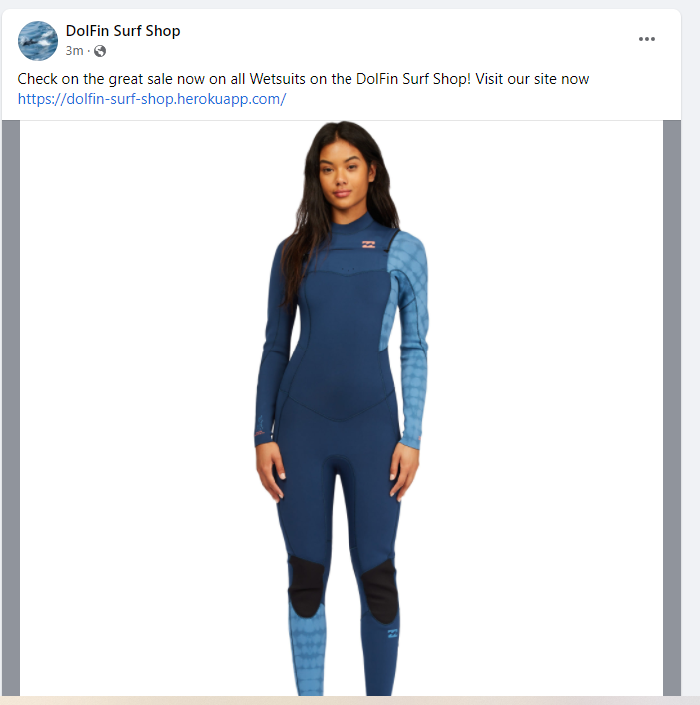 DolFin Surf Shop
3m ·
Check on the great sale now on all Wetsuits on the DolFin Surf Shop! Visit our site now
https://dolfin-surf-shop.herokuapp.com/